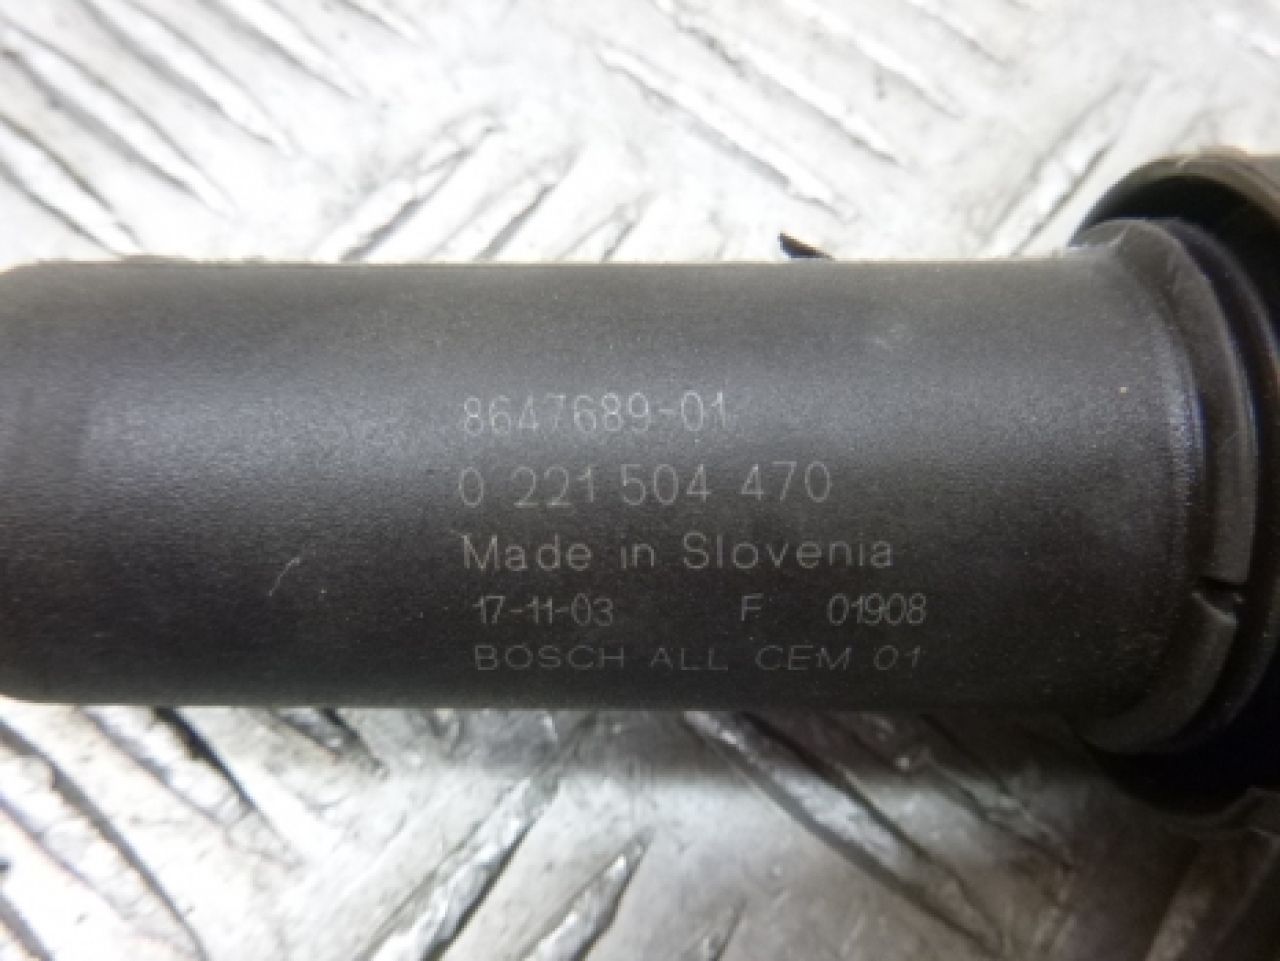 8647689-01
0 221 504 470
Made in Slovenia
17-11-03 F 01908
BOSCH ALL CEM 01